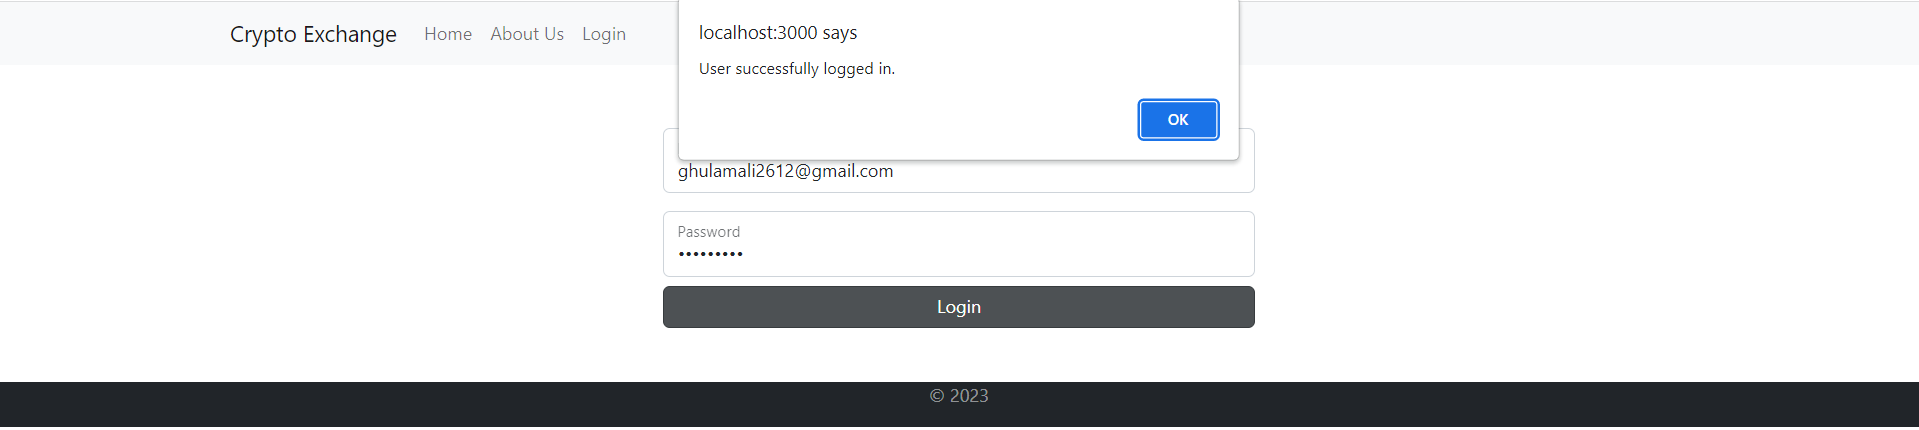 Crypto Exchange Home About Us Login
localhost:3000 says
User successfully logged in.
OK
ghulamali2612@gmail.com
Password
•••••••••
Login
© 2023